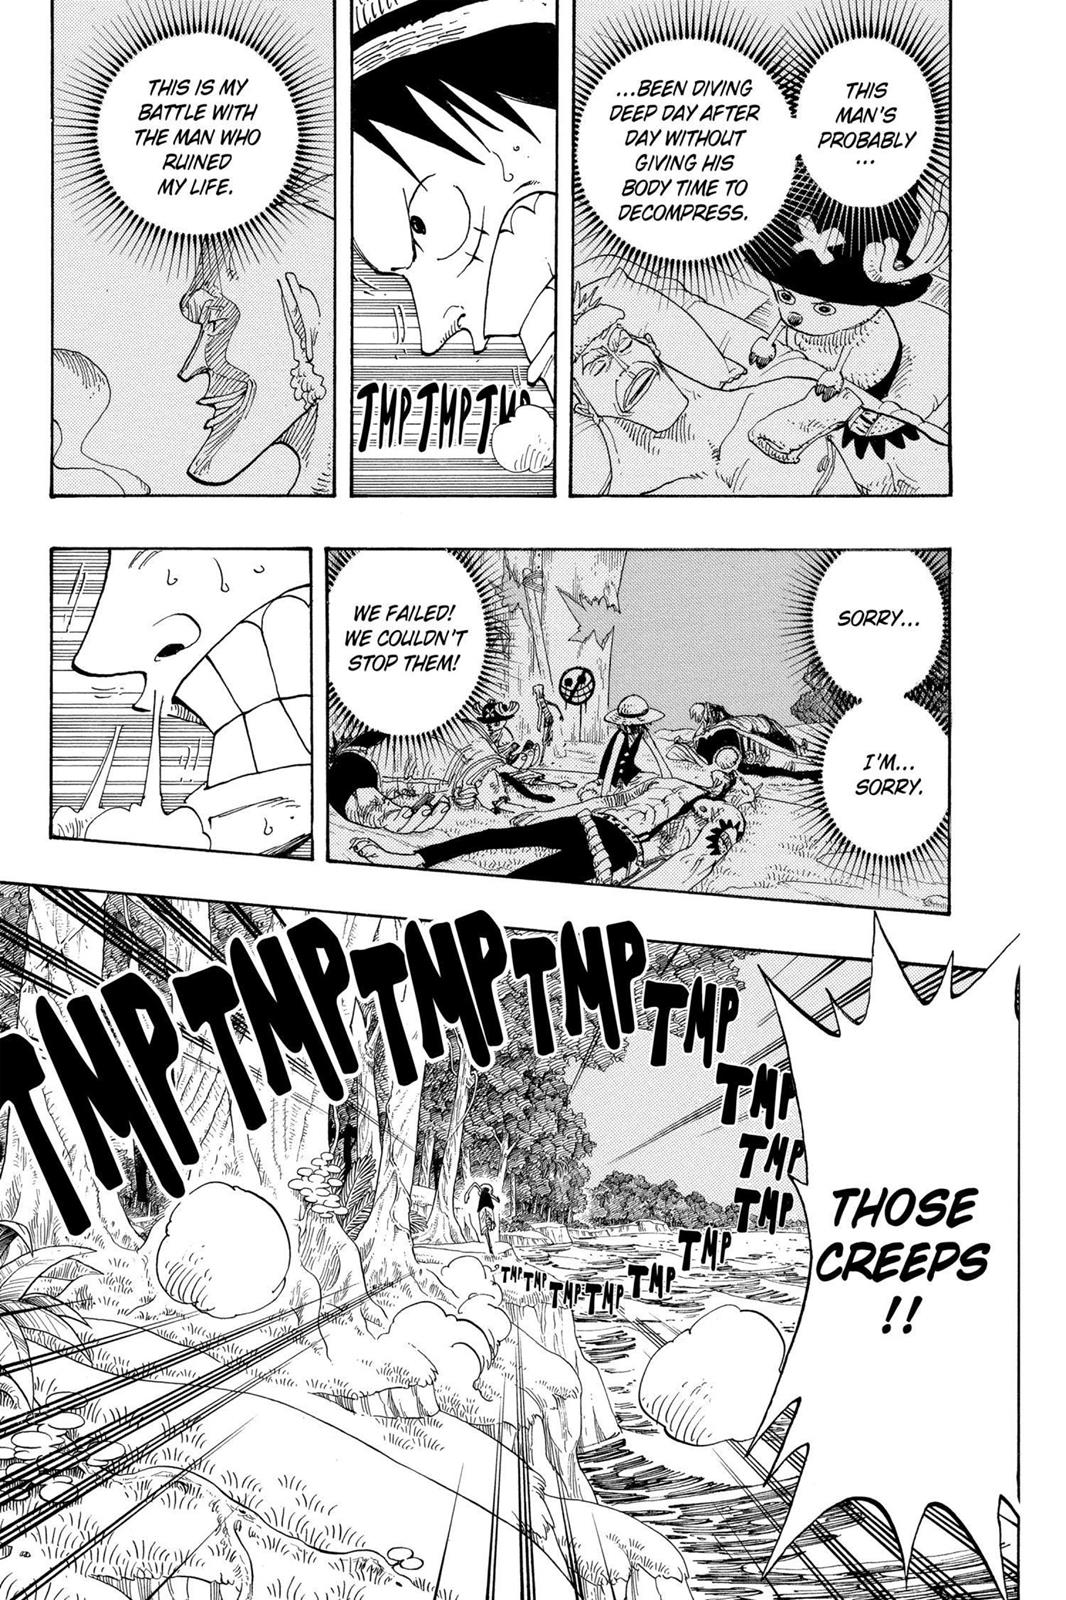 THIS
MAN'S
PROBABLY
...
...BEEN DIVING
DEEP DAY AFTER
DAY WITHOUT
GIVING HIS
BODY TIME TO
DECOMPRESS.
TMP TMP TMP
THIS IS MY
BATTLE WITH
THE MAN WHO
RUINED
MY LIFE.
SORRY...
I'M...
SORRY.
WE FAILED!
WE COULDN'T
STOP THEM!
THOSE
CREEPS
!!
TMP TMP TMP TMP TMP
TMP
TMP
TMP
TMP
TMP TMP TMP TMP TMP